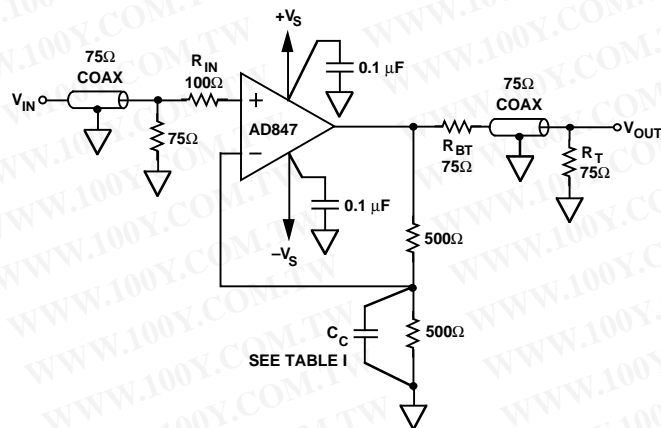 +VS
75Ω
COAX
RIN
100Ω
0.1 µF
75Ω
COAX
VIN
+
AD847
VOUT
75Ω
–
RBT
75Ω
RT
75Ω
0.1 µF
500Ω
–VS
CC
500Ω
SEE TABLE I
WWW.100Y.COM.TW